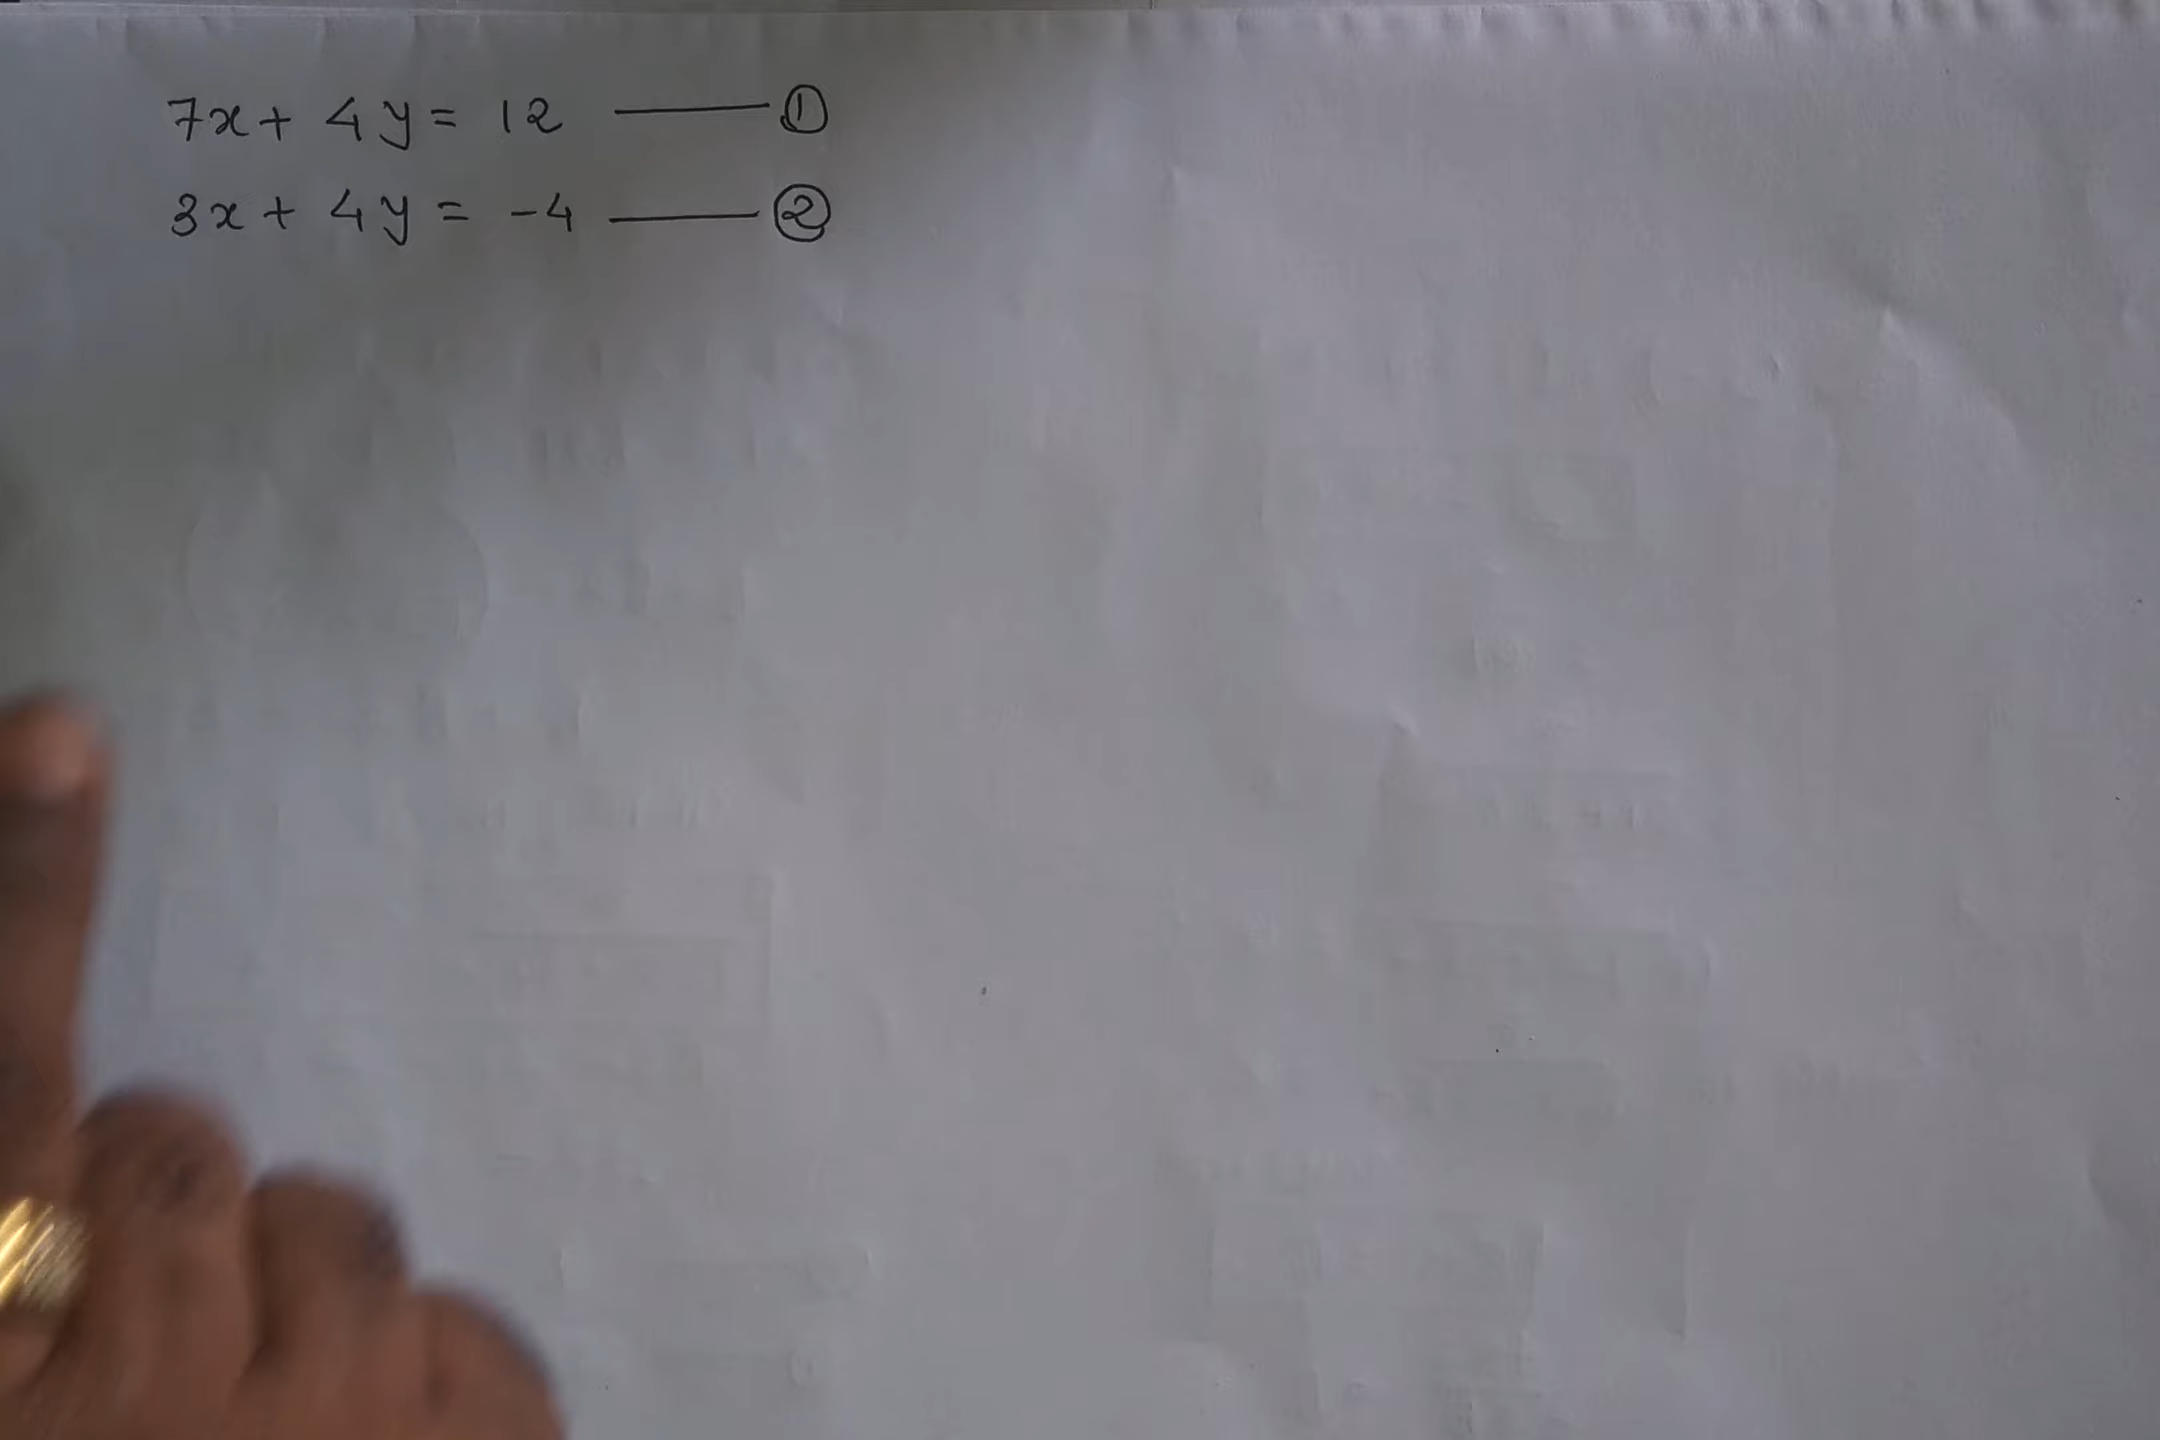 7x + 4y = 12 —— ①
3x + 4y = -4 —— ②